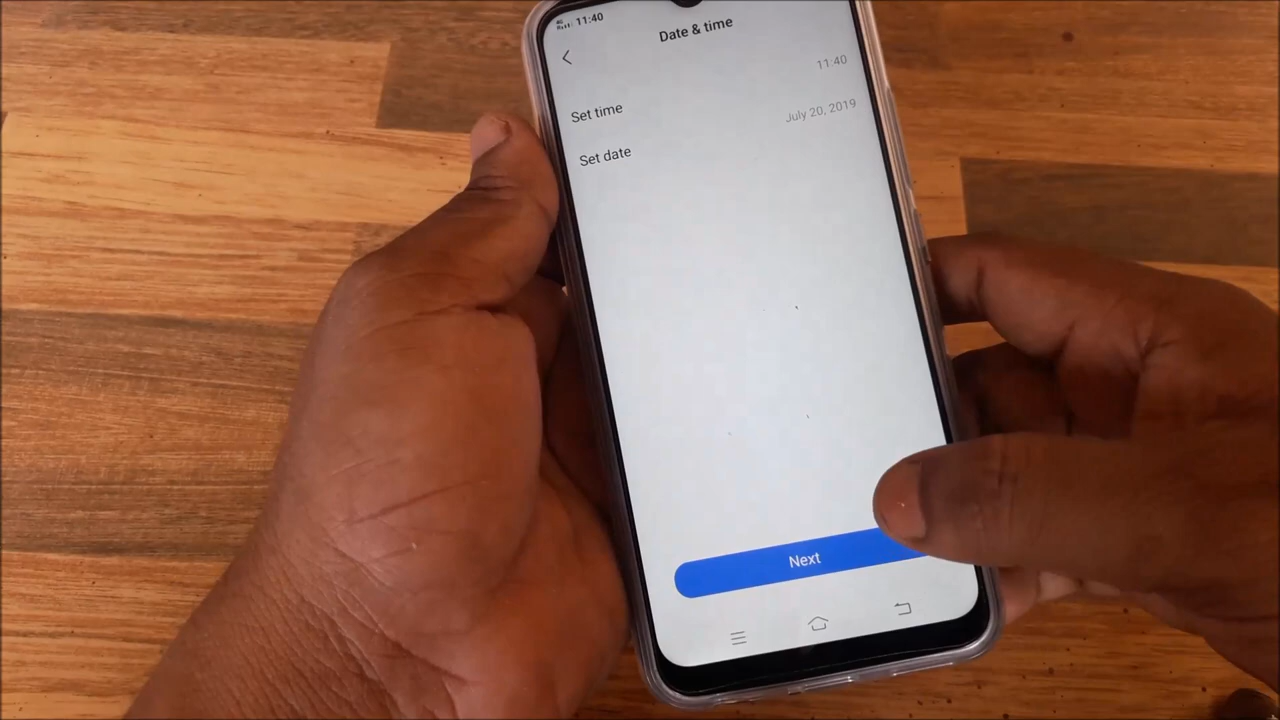 11:40
Date & time
11:40
Set time
July 20, 2019
Set date
Next